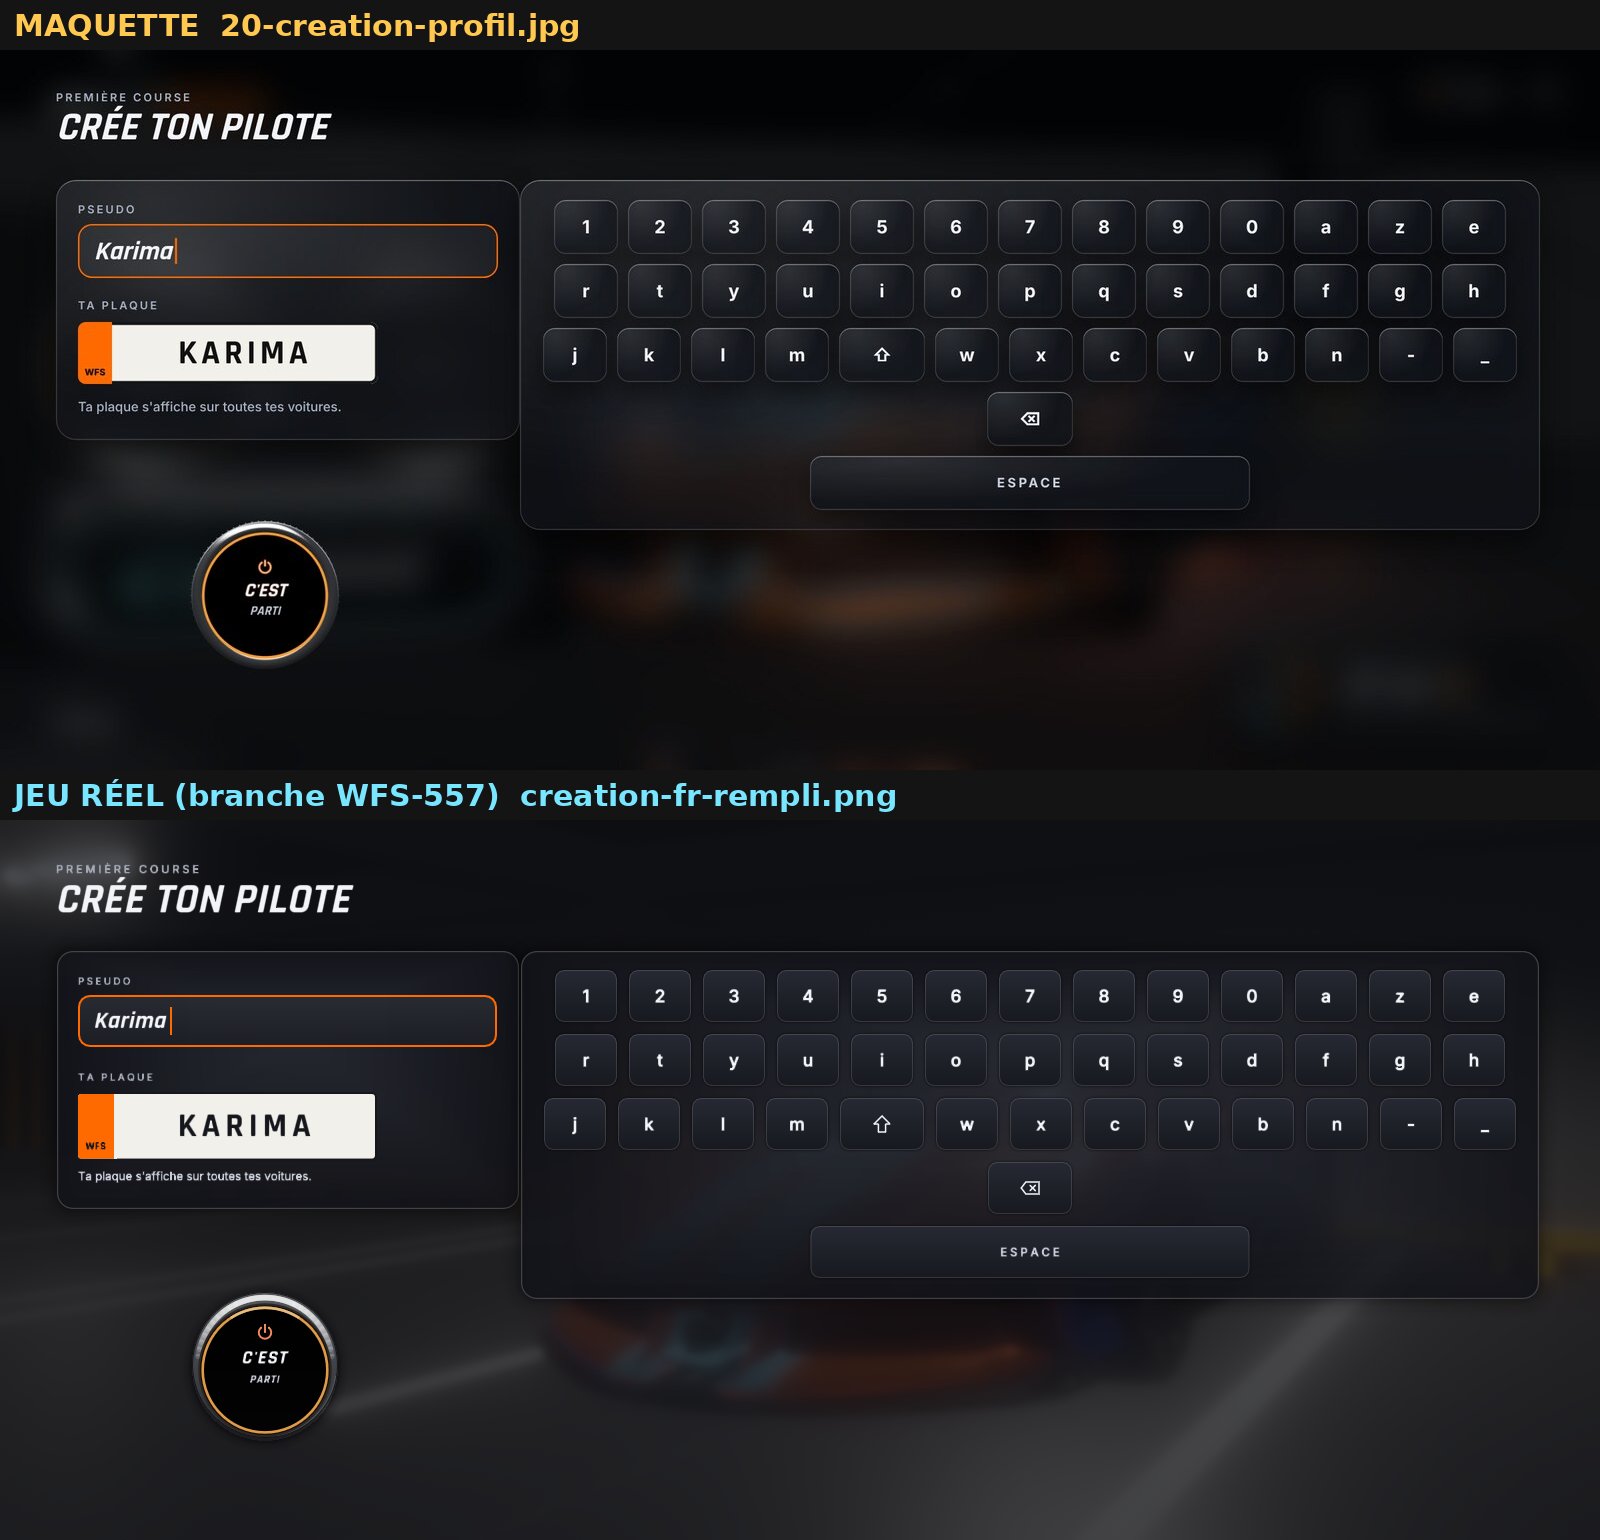 MAQUETTE 20-creation-profil.jpg
PREMIÈRE COURSE
CRÉE TON PILOTE
PSEUDO
Karima
TA PLAQUE
WFS KARIMA
Ta plaque s'affiche sur toutes tes voitures.
1 2 3 4 5 6 7 8 9 0 a z e
r t y u i o p q s d f g h
j k l m w x c v b n - _
ESPACE
C'EST
PARTI
JEU RÉEL (branche WFS-557) creation-fr-rempli.png
PREMIÈRE COURSE
CRÉE TON PILOTE
PSEUDO
Karima
TA PLAQUE
WFS KARIMA
Ta plaque s'affiche sur toutes tes voitures.
1 2 3 4 5 6 7 8 9 0 a z e
r t y u i o p q s d f g h
j k l m w x c v b n - _
ESPACE
C'EST
PARTI